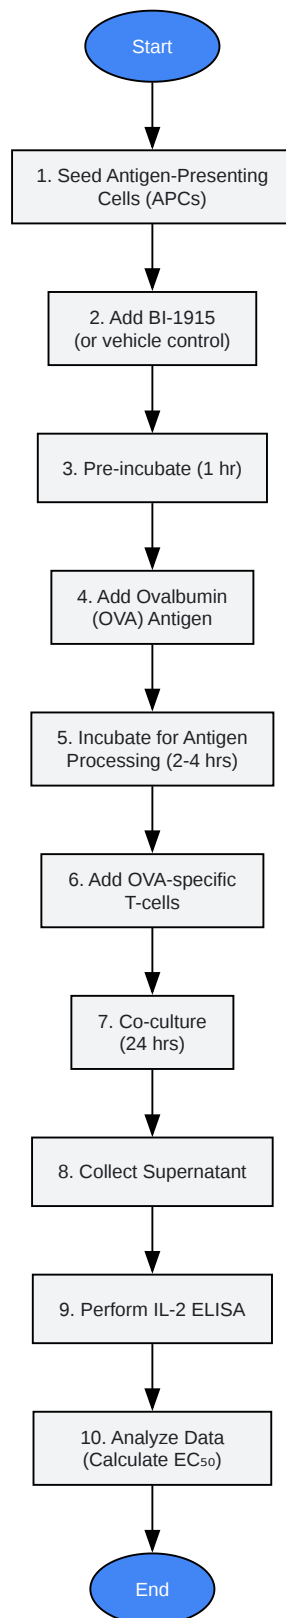 Start
1. Seed Antigen-Presenting
Cells (APCs)
2. Add BI-1915
(or vehicle control)
3. Pre-incubate (1 hr)
4. Add Ovalbumin
(OVA) Antigen
5. Incubate for Antigen
Processing (2-4 hrs)
6. Add OVA-specific
T-cells
7. Co-culture
(24 hrs)
8. Collect Supernatant
9. Perform IL-2 ELISA
10. Analyze Data
(Calculate EC₅₀)
End